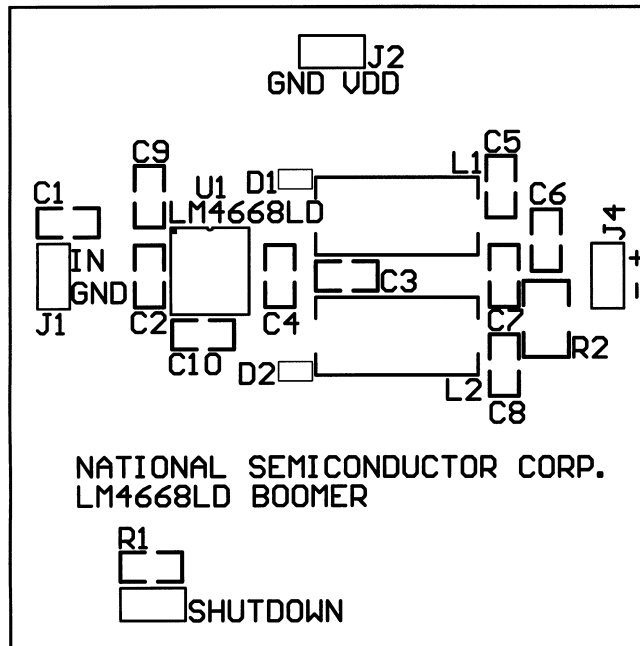 J2
GND VDD
C9
C1
U1
LM4668LD
D1
L1
C5
C6
J4
IN
GND
J1
C2
C10
C4
C3
C7
+
-
R2
D2
L2
C8
NATIONAL SEMICONDUCTOR CORP.
LM4668LD BOOMER
R1
SHUTDOWN